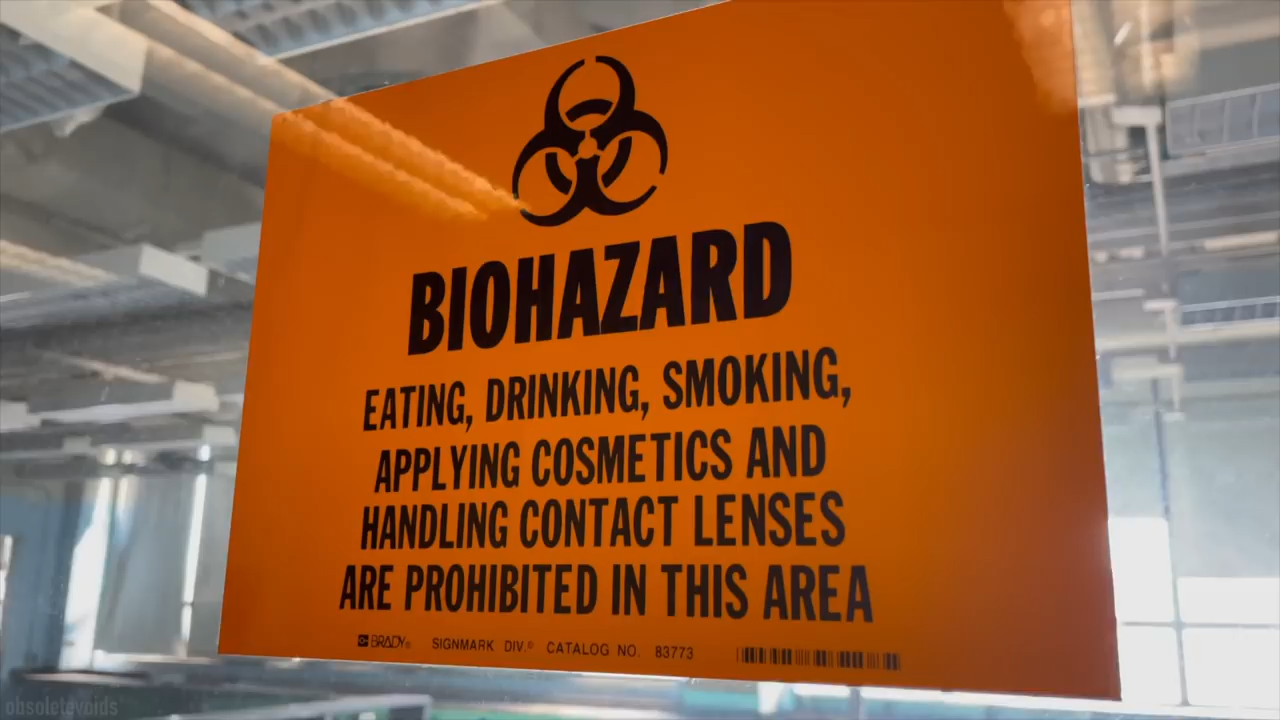 BIOHAZARD
EATING, DRINKING, SMOKING,
APPLYING COSMETICS AND
HANDLING CONTACT LENSES
ARE PROHIBITED IN THIS AREA
BRADY® SIGNMARK DIV.® CATALOG NO. 83773
obsoletevoids